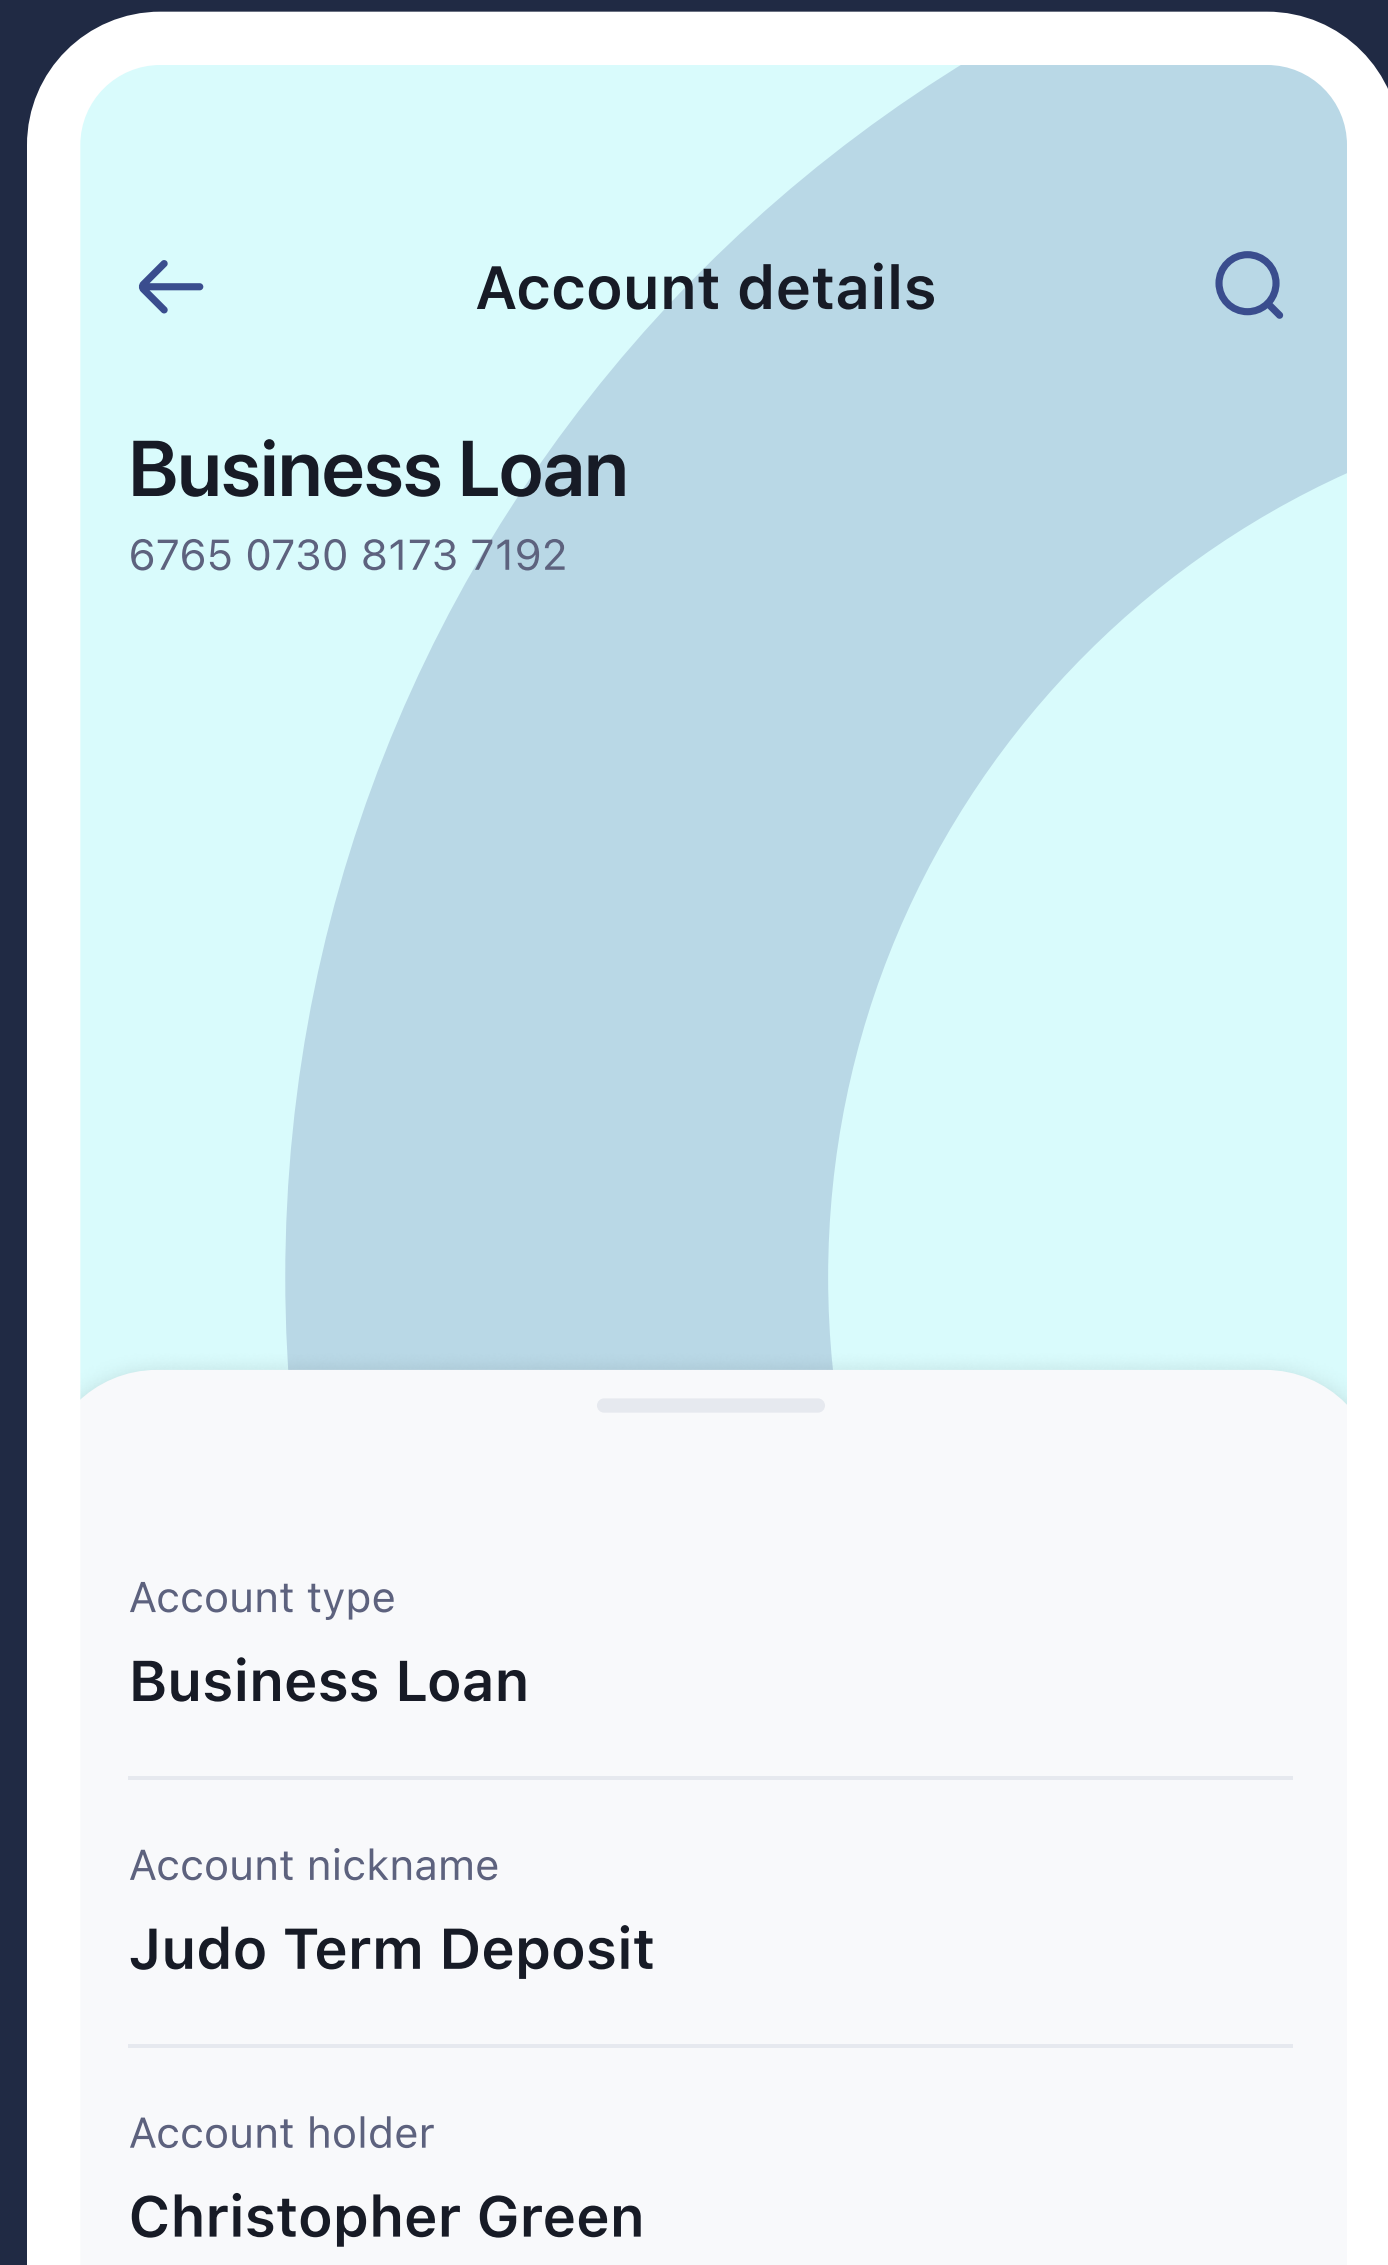 Account details
Business Loan
6765 0730 8173 7192
Account type
Business Loan
Account nickname
Judo Term Deposit
Account holder
Christopher Green